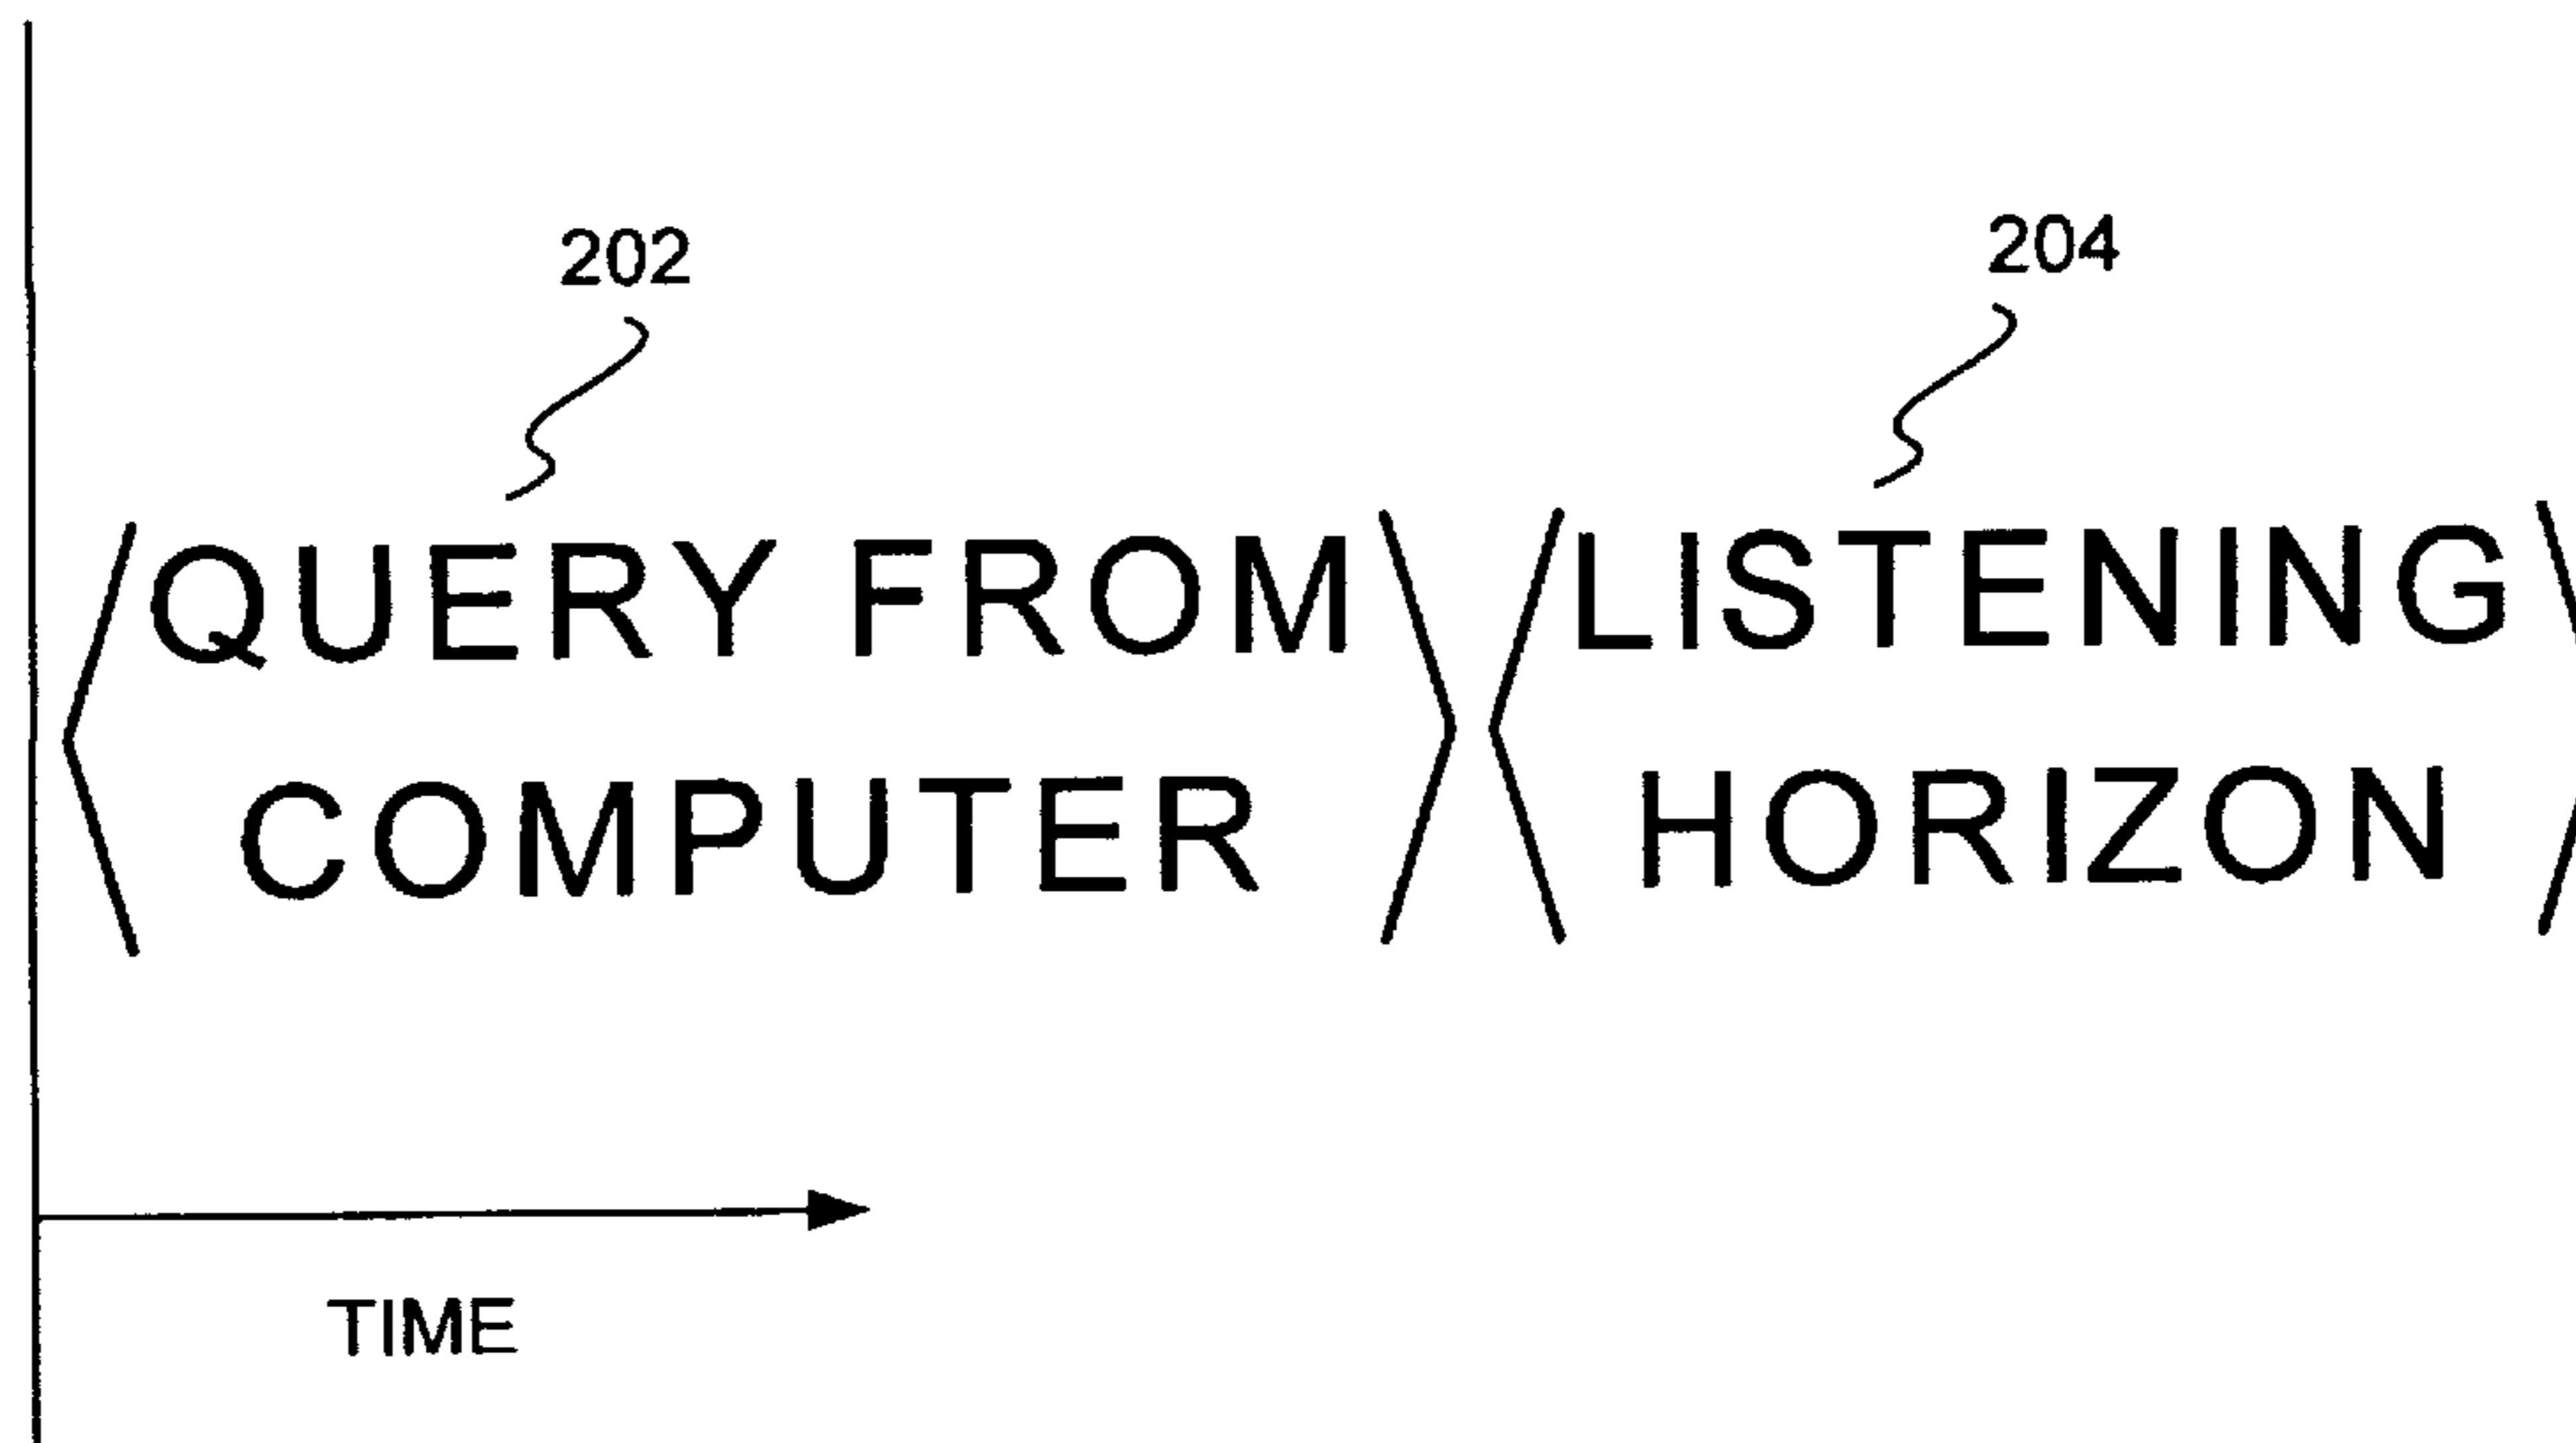 202
204
QUERY FROM
COMPUTER
LISTENING
HORIZON
TIME